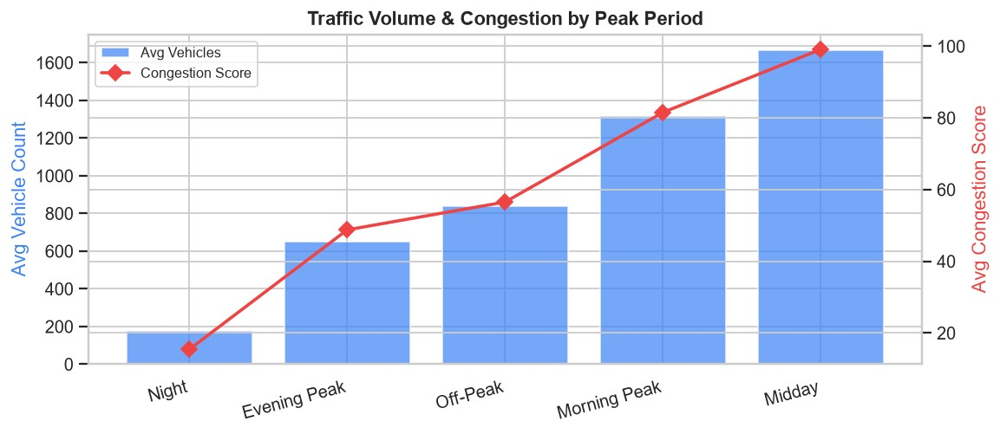 Traffic Volume & Congestion by Peak Period
Avg Vehicles
Congestion Score
Avg Vehicle Count
1600
1400
1200
1000
800
600
400
200
0
100
80
60
40
20
Avg Congestion Score
Night
Evening Peak
Off-Peak
Morning Peak
Midday